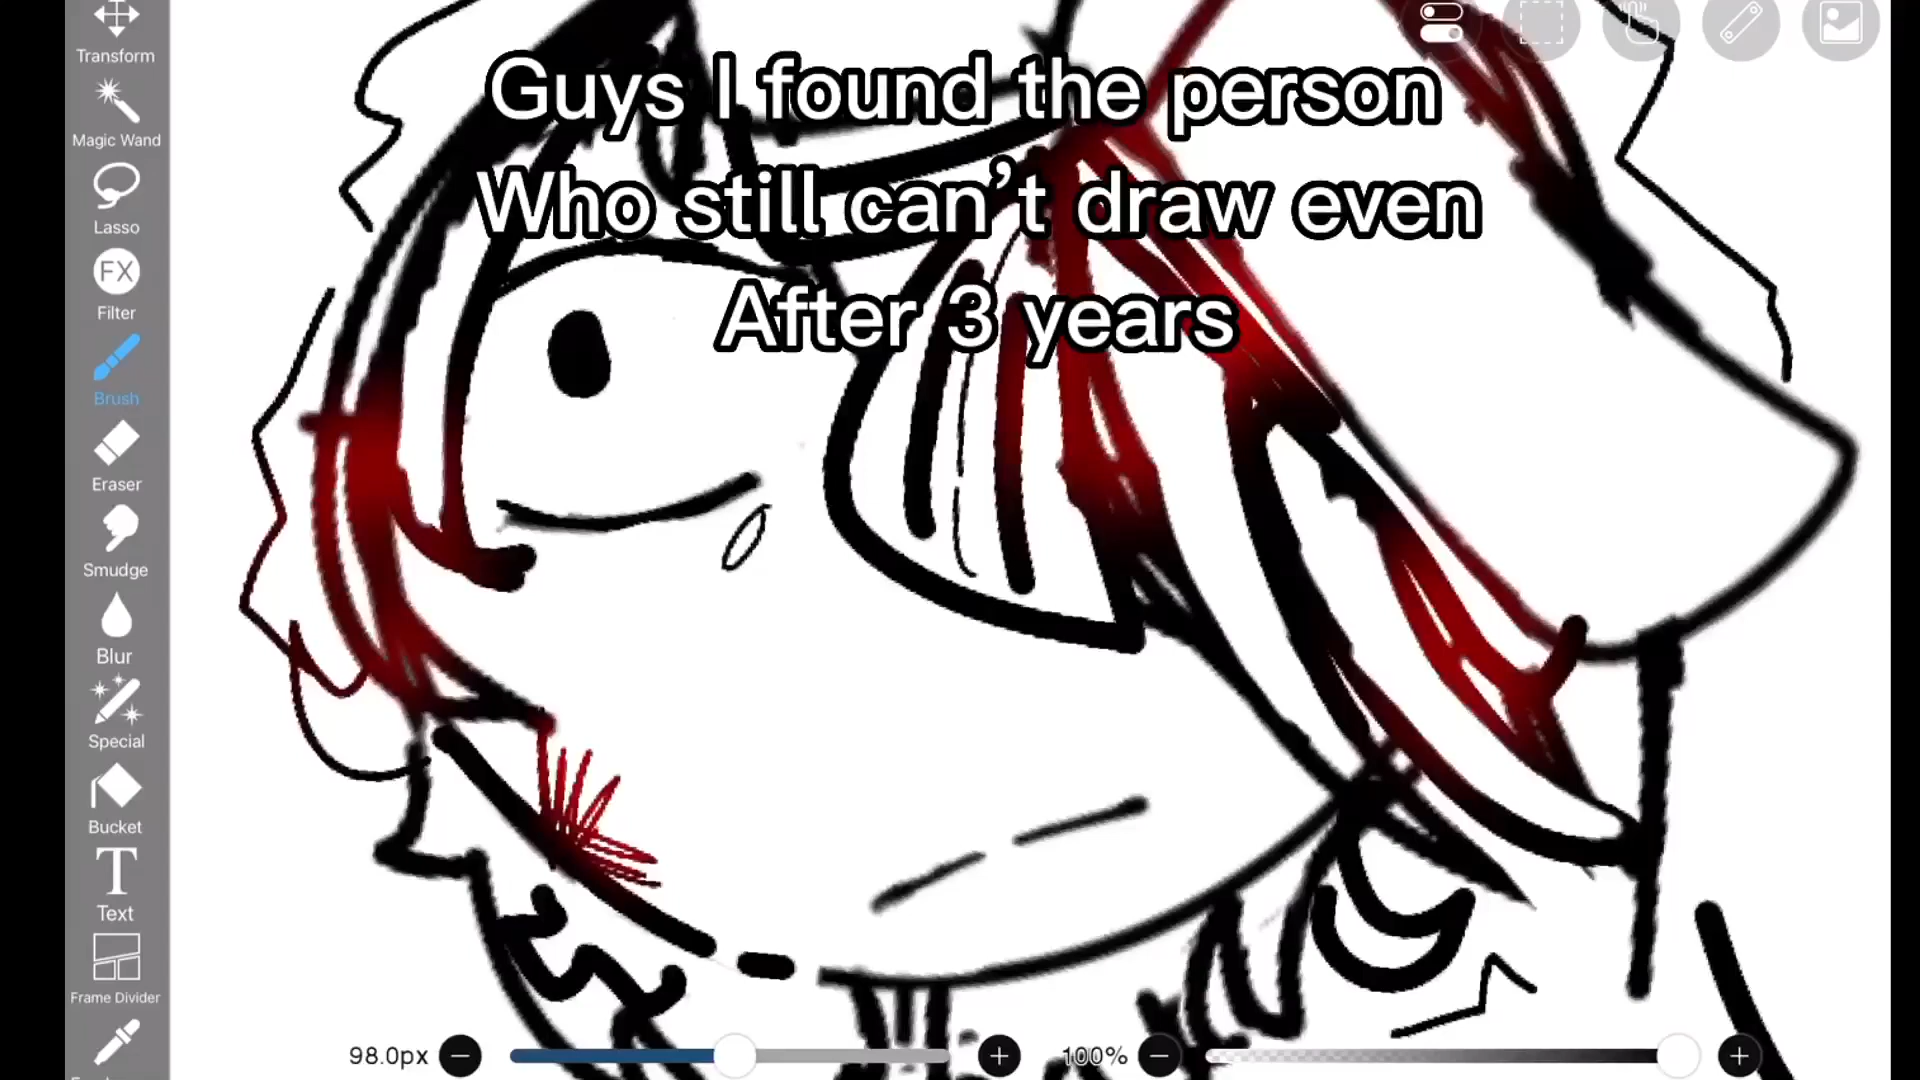 Transform
Magic Wand
Lasso
FX
Filter
Brush
Eraser
Smudge
Blur
Special
Bucket
T
Text
Frame Divider
Guys I found the person
Who still can't draw even
After 3 years
98.0px
100%